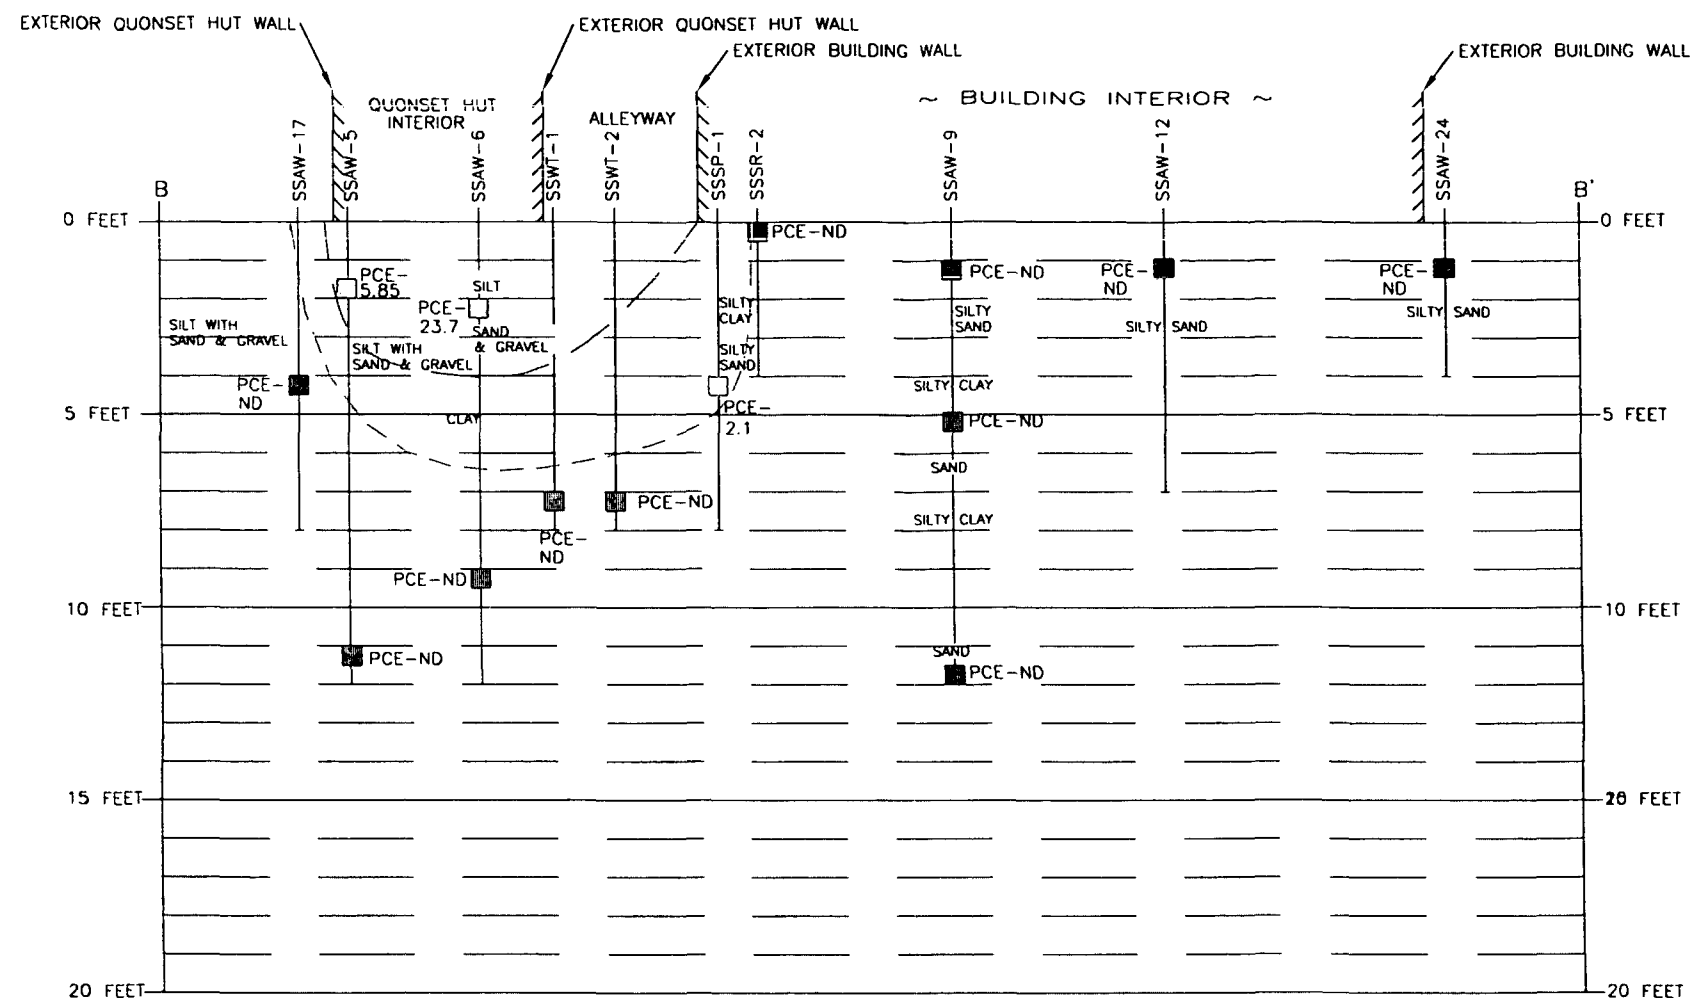 EXTERIOR QUONSET HUT WALL
EXTERIOR QUONSET HUT WALL
EXTERIOR BUILDING WALL
EXTERIOR BUILDING WALL
QUONSET HUT
INTERIOR
ALLEYWAY
~ BUILDING INTERIOR ~
B
SSAW-17
SSAW-5
SSAW-6
SSWT-1
SSWT-2
SSSP-1
SSSR-2
SSAW-9
SSAW-12
SSAW-24
B'
0 FEET
0 FEET
PCE-ND
PCE-
5.85
SILT
PCE-
23.7
SAND
& GRAVEL
SILT WITH
SAND & GRAVEL
SILT WITH
SAND & GRAVEL
SILTY
CLAY
SILTY
SAND
PCE-ND
PCE-
ND
PCE-
ND
SILTY
SAND
SILTY SAND
SILTY SAND
PCE-
ND
SILTY CLAY
5 FEET
CLAY
PCE-
2.1
PCE-ND
5 FEET
SAND
PCE-ND
SILTY CLAY
PCE-
ND
PCE-ND
10 FEET
10 FEET
PCE-ND
SAND
PCE-ND
15 FEET
FEET
20 FEET
20 FEET